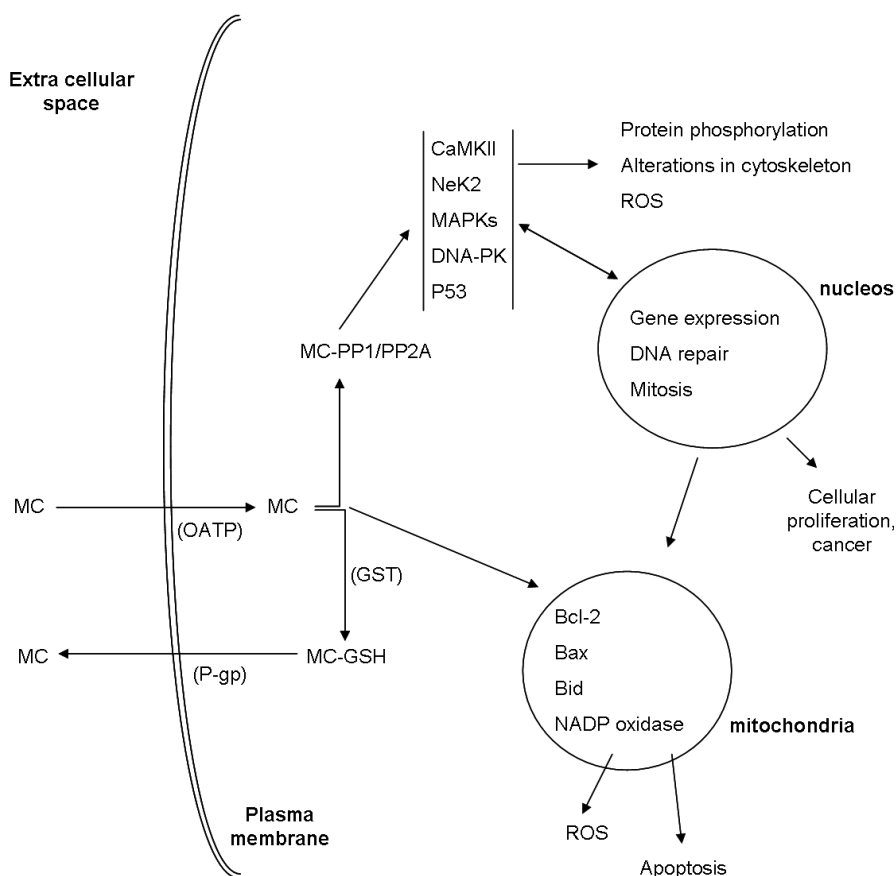 Extra cellular
space
CaMKII
NeK2
MAPKs
DNA-PK
P53
Protein phosphorylation
Alterations in cytoskeleton
ROS
nucleos
Gene expression
DNA repair
Mitosis
MC-PP1/PP2A
MC
(OATP)
MC
Cellular
proliferation,
cancer
(GST)
MC
(P-gp)
MC-GSH
Bcl-2
Bax
Bid
NADP oxidase
mitochondria
ROS
Apoptosis
Plasma
membrane